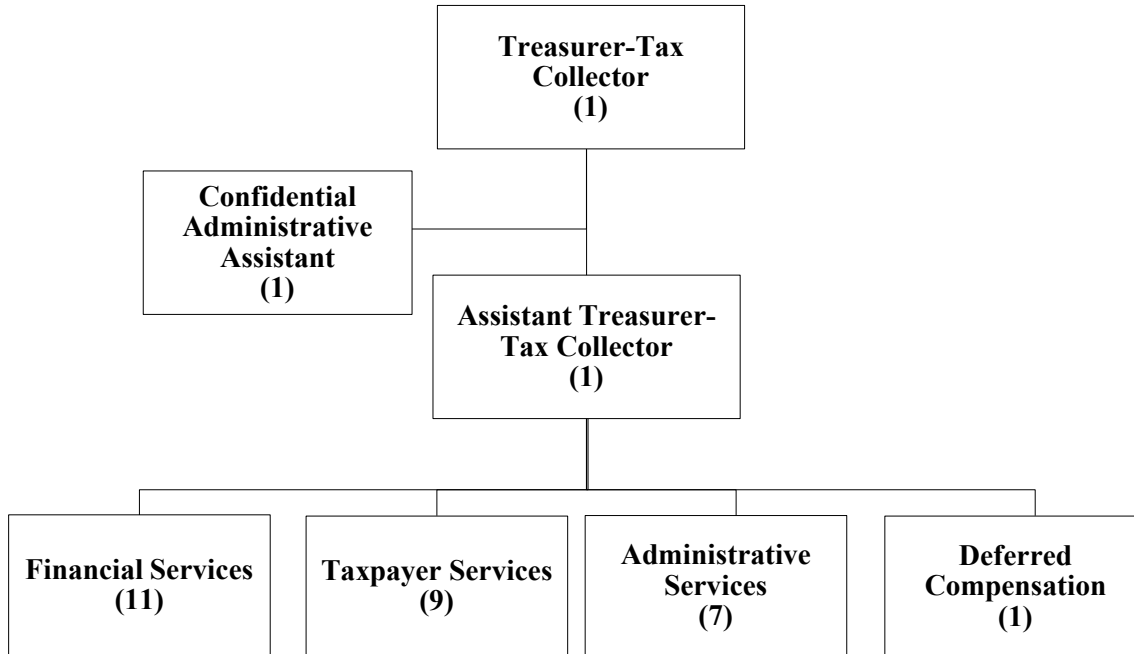 Treasurer-Tax
Collector
(1)
Confidential
Administrative
Assistant
(1)
Assistant Treasurer-
Tax Collector
(1)
Financial Services
(11)
Taxpayer Services
(9)
Administrative
Services
(7)
Deferred
Compensation
(1)